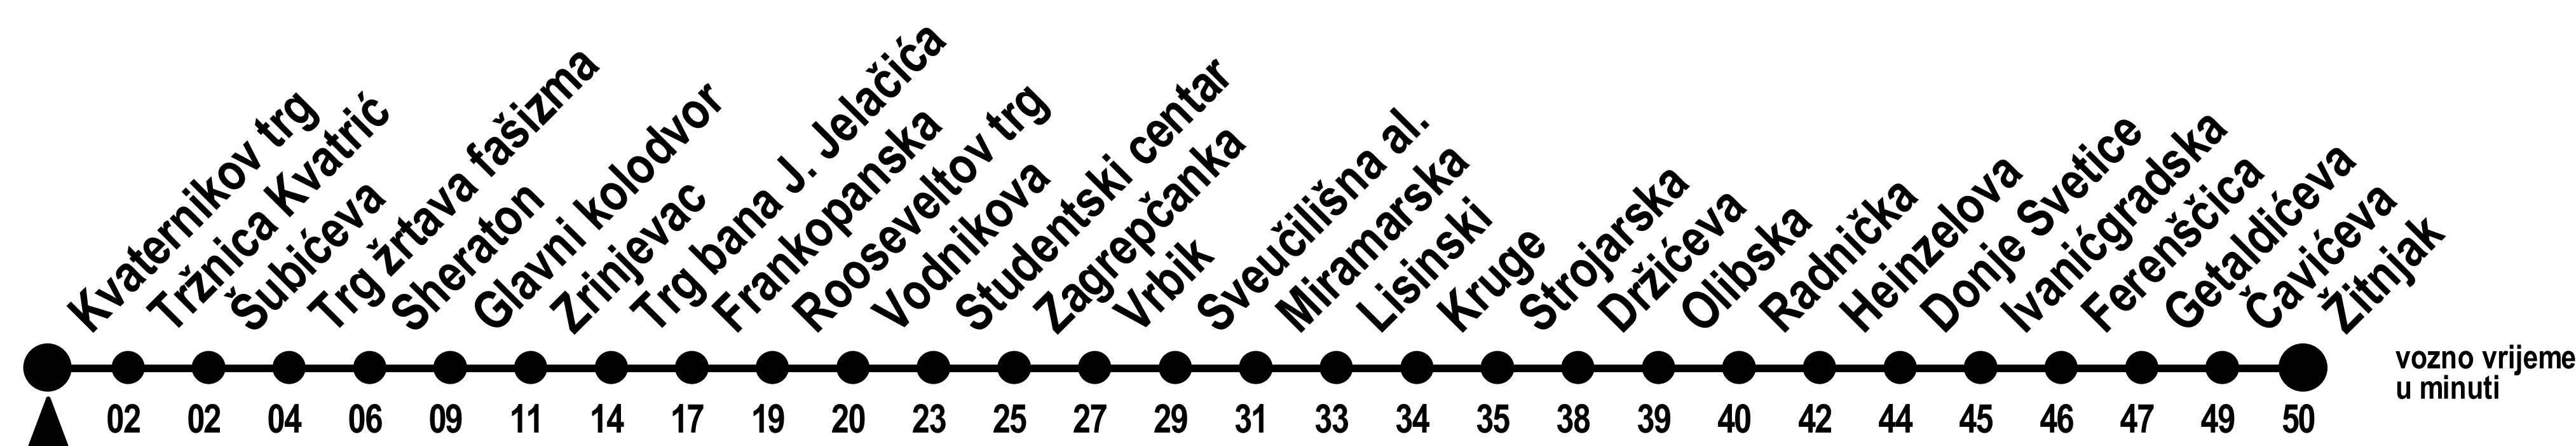 Kvaternikov trg
Tržnica Kvatrić
Šubićeva
Trg žrtava fašizma
Sheraton
Glavni kolodvor
Zrinjevac
Trg bana J. Jelačića
Frankopanska
Rooseveltov trg
Vodnikova
Studentski centar
Zagrepčanka
Vrbik
Sveučilišna al.
Miramarska
Lisinski
Kruge
Strojarska
Držićeva
Olibska
Radnička
Heinzelova
Donje Svetice
Ivanićgradska
Ferenščica
Getaldićeva
Čavićeva
Žitnjak
vozno vrijeme
u minuti
02 02 04 06 09 11 14 17 19 20 23 25 27 29 31 33 34 35 38 39 40 42 44 45 46 47 49 50